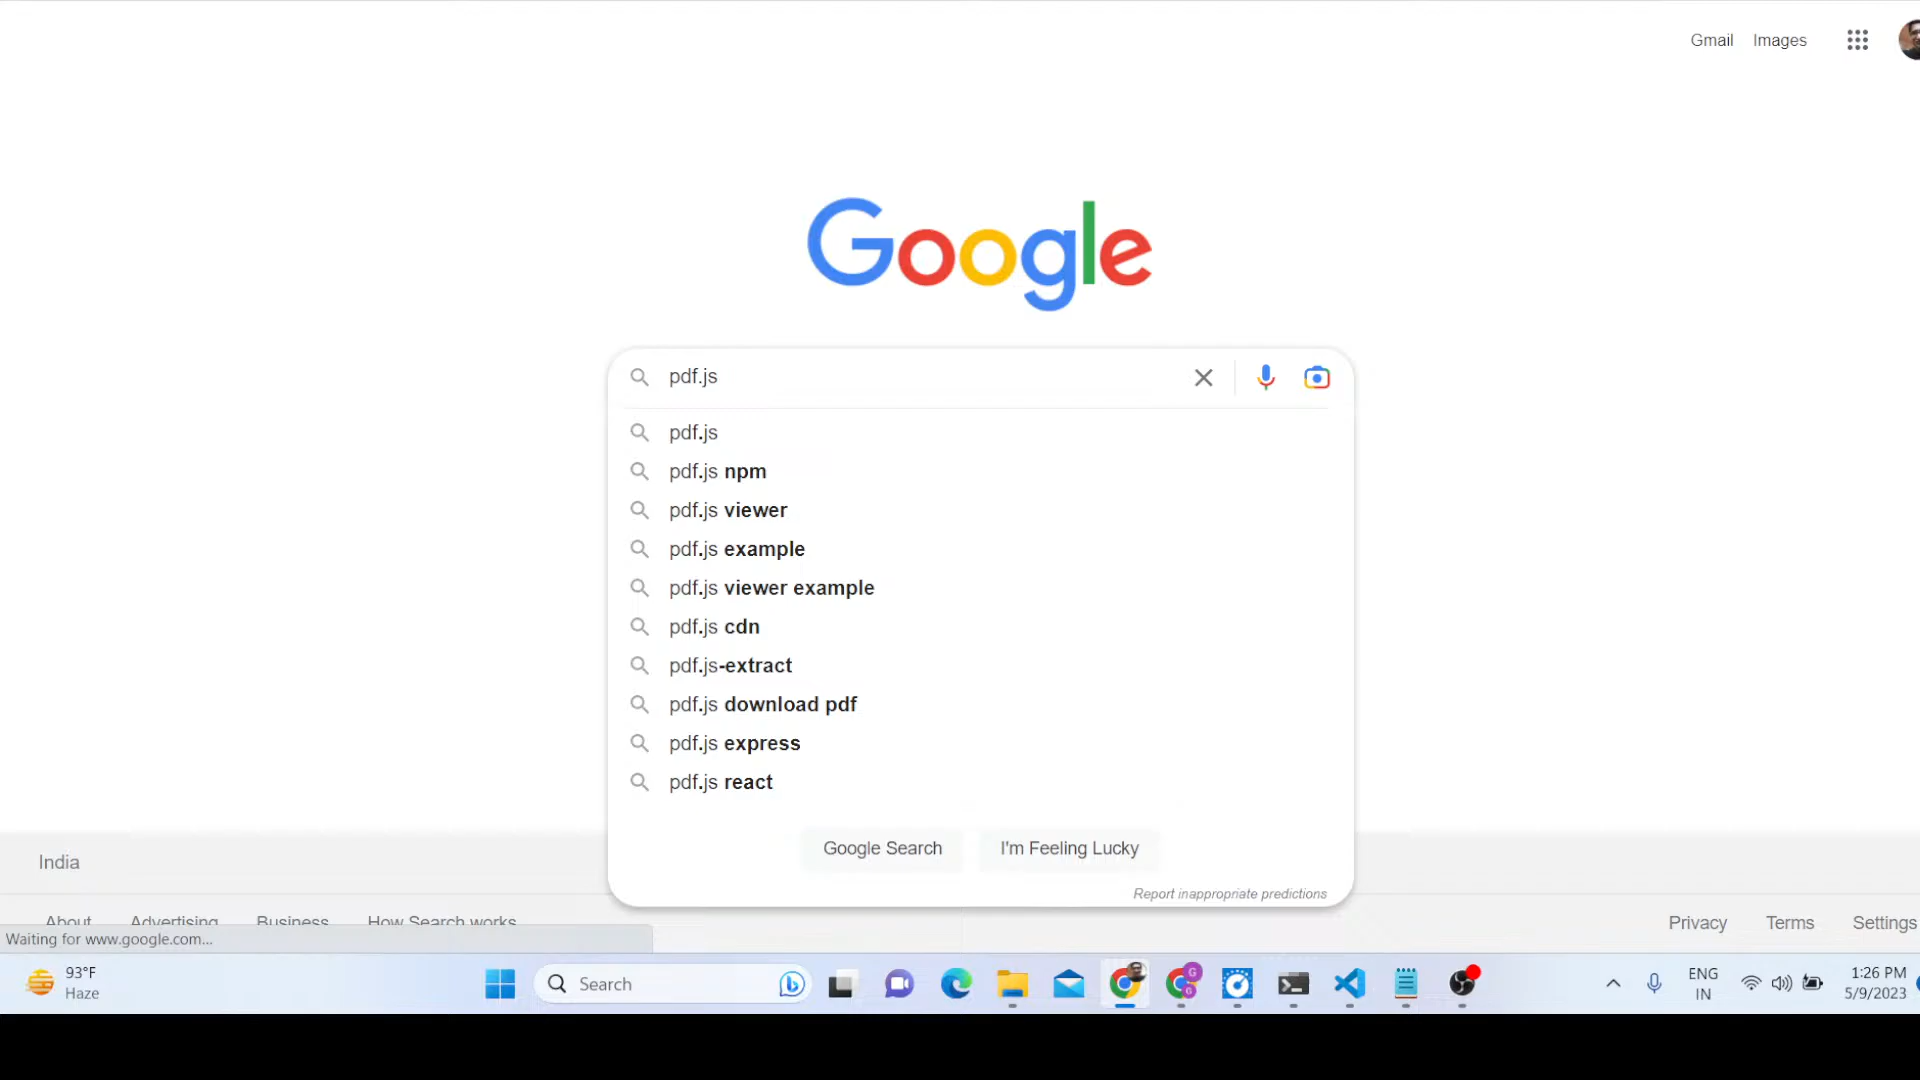 Gmail Images
Google
pdf.js
pdf.js
pdf.js npm
pdf.js viewer
pdf.js example
pdf.js viewer example
pdf.js cdn
pdf.js-extract
pdf.js download pdf
pdf.js express
pdf.js react
Google Search I'm Feeling Lucky
Report inappropriate predictions
India
About Advertising Business How Search works Privacy Terms Settings
Waiting for www.google.com...
93°F
Haze
Search
ENG
IN
1:26 PM
5/9/2023